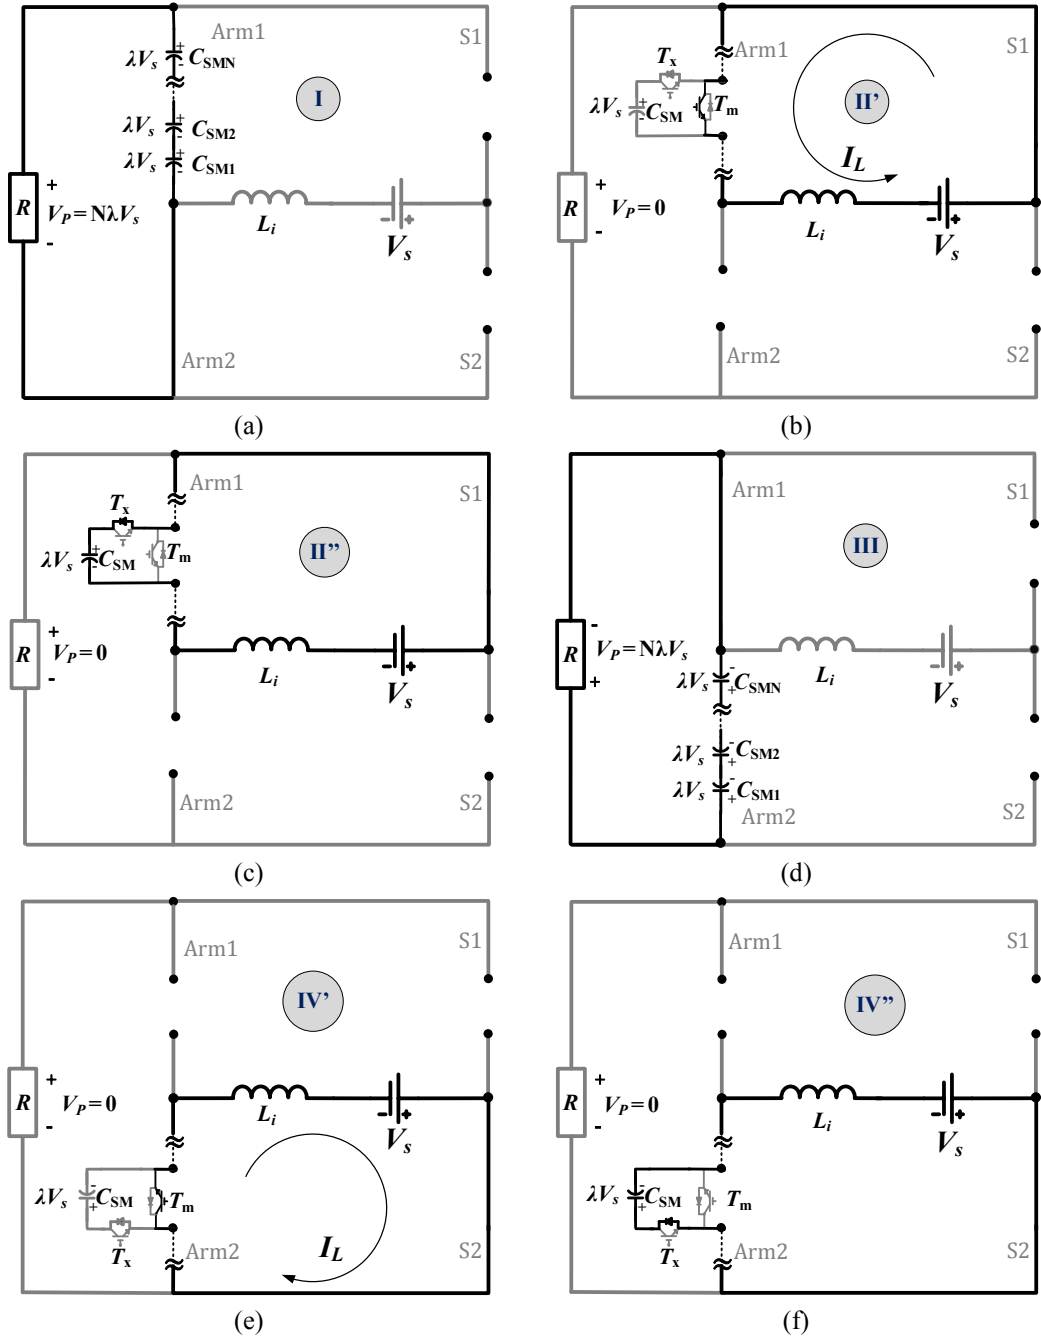 Arm1
S1
λVs
CSMN
I
λVs
CSM2
λVs
CSM1
R
+
VP = NλVs
-
Li
- +
Vs
Arm2
S2
(a)
Arm1
S1
Tx
II'
λVs
CSM
Tm
IL
R
+
VP = 0
-
Li
- +
Vs
Arm2
S2
(b)
Arm1
S1
Tx
II”
λVs
CSM
Tm
R
+
VP = 0
-
Li
- +
Vs
Arm2
S2
(c)
Arm1
S1
III
R
-
VP = NλVs
+
Li
- +
Vs
λVs
CSMN
λVs
CSM2
λVs
CSM1
Arm2
S2
(d)
Arm1
S1
IV'
R
+
VP = 0
-
Li
- +
Vs
λVs
CSM
Tm
Tx
IL
Arm2
S2
(e)
Arm1
S1
IV”
R
+
VP = 0
-
Li
- +
Vs
λVs
CSM
Tm
Tx
Arm2
S2
(f)